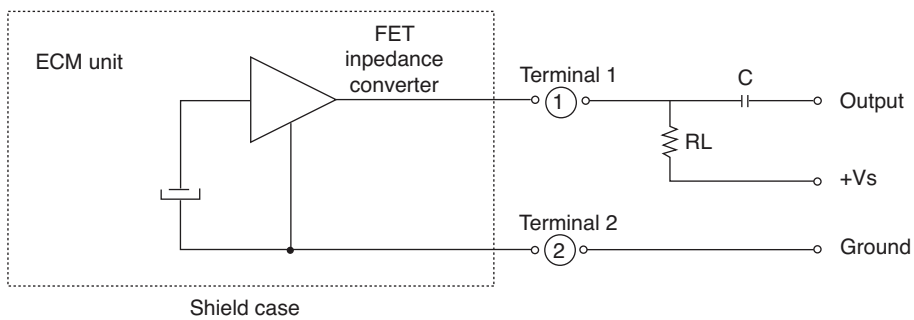 ECM unit
FET
inpedance
converter
Terminal 1
1
C
Output
RL
+Vs
Terminal 2
2
Ground
Shield case